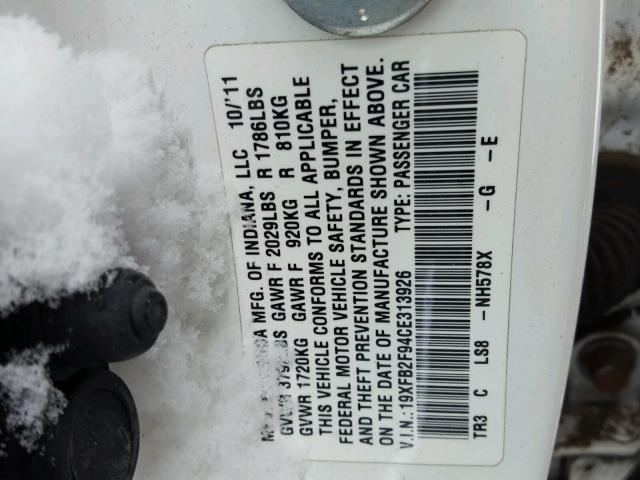 MFG. OF INDIANA, LLC 10/'11
GVWR LBS GAWR F 2029LBS R 1786LBS
GVWR 1720KG GAWR F 920KG R 810KG
THIS VEHICLE CONFORMS TO ALL APPLICABLE
FEDERAL MOTOR VEHICLE SAFETY, BUMPER,
AND THEFT PREVENTION STANDARDS IN EFFECT
ON THE DATE OF MANUFACTURE SHOWN ABOVE.
V.I.N.:19XFB2F94CE313926 TYPE: PASSENGER CAR
TR3 C LS8 -NH578X -G -E